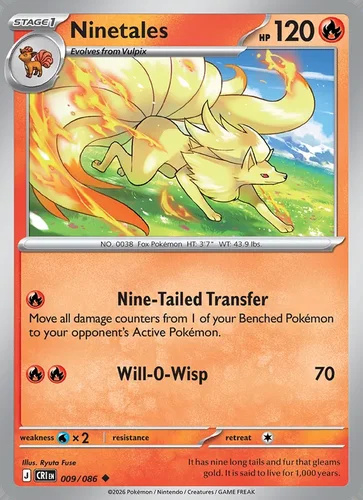 STAGE1
Ninetales
HP 120
Evolves from Vulpix
NO. 0038 Fox Pokémon HT: 3'7" WT: 43.9 lbs.
Nine-Tailed Transfer
Move all damage counters from 1 of your Benched Pokémon
to your opponent's Active Pokémon.
Will-O-Wisp 70
weakness ×2 resistance retreat
Illus. Ryuta Fuse
It has nine long tails and fur that gleams
gold. It is said to live for 1,000 years.
J CRI EN 009/086
©2026 Pokémon / Nintendo / Creatures / GAME FREAK